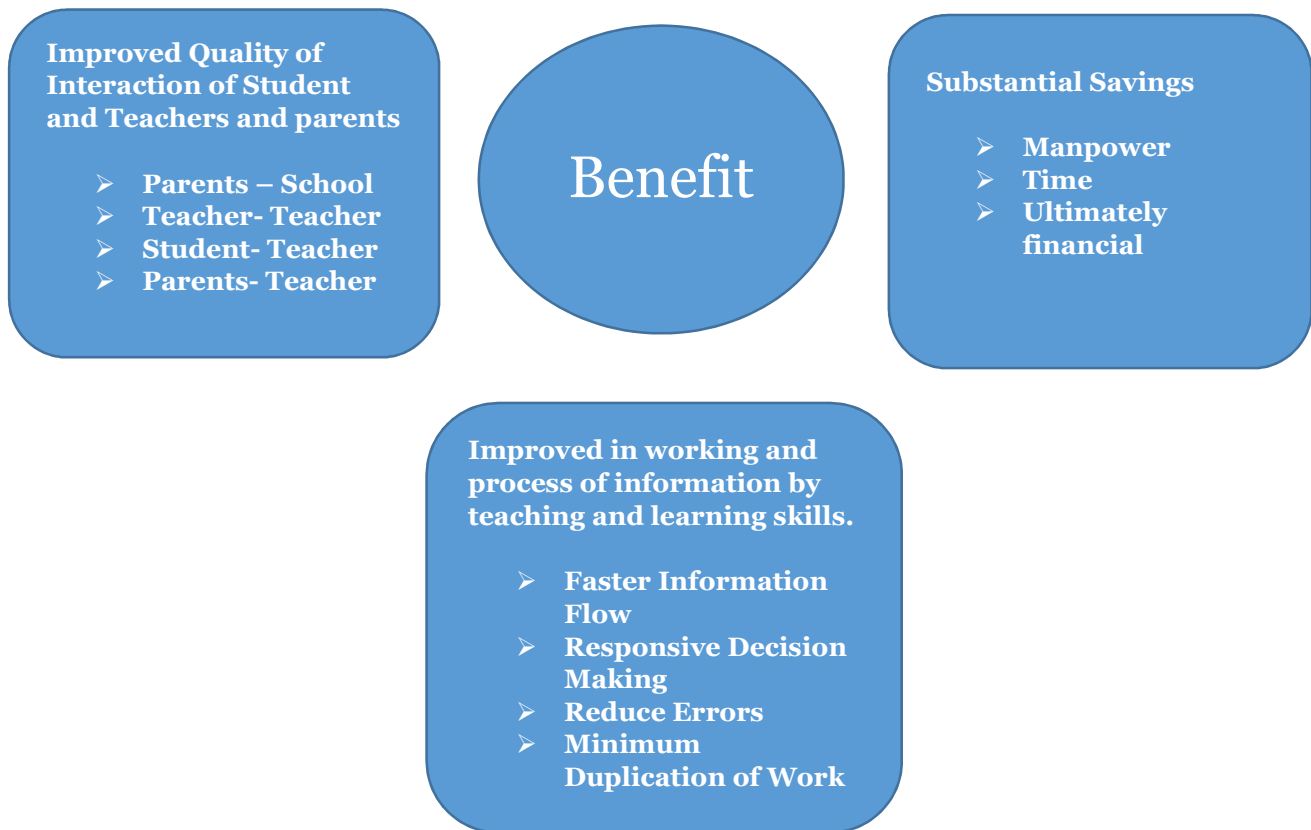 Improved Quality of
Interaction of Student
and Teachers and parents
➢ Parents – School
➢ Teacher- Teacher
➢ Student- Teacher
➢ Parents- Teacher
Benefit
Substantial Savings
➢ Manpower
➢ Time
➢ Ultimately
financial
Improved in working and
process of information by
teaching and learning skills.
➢ Faster Information
Flow
➢ Responsive Decision
Making
➢ Reduce Errors
➢ Minimum
Duplication of Work